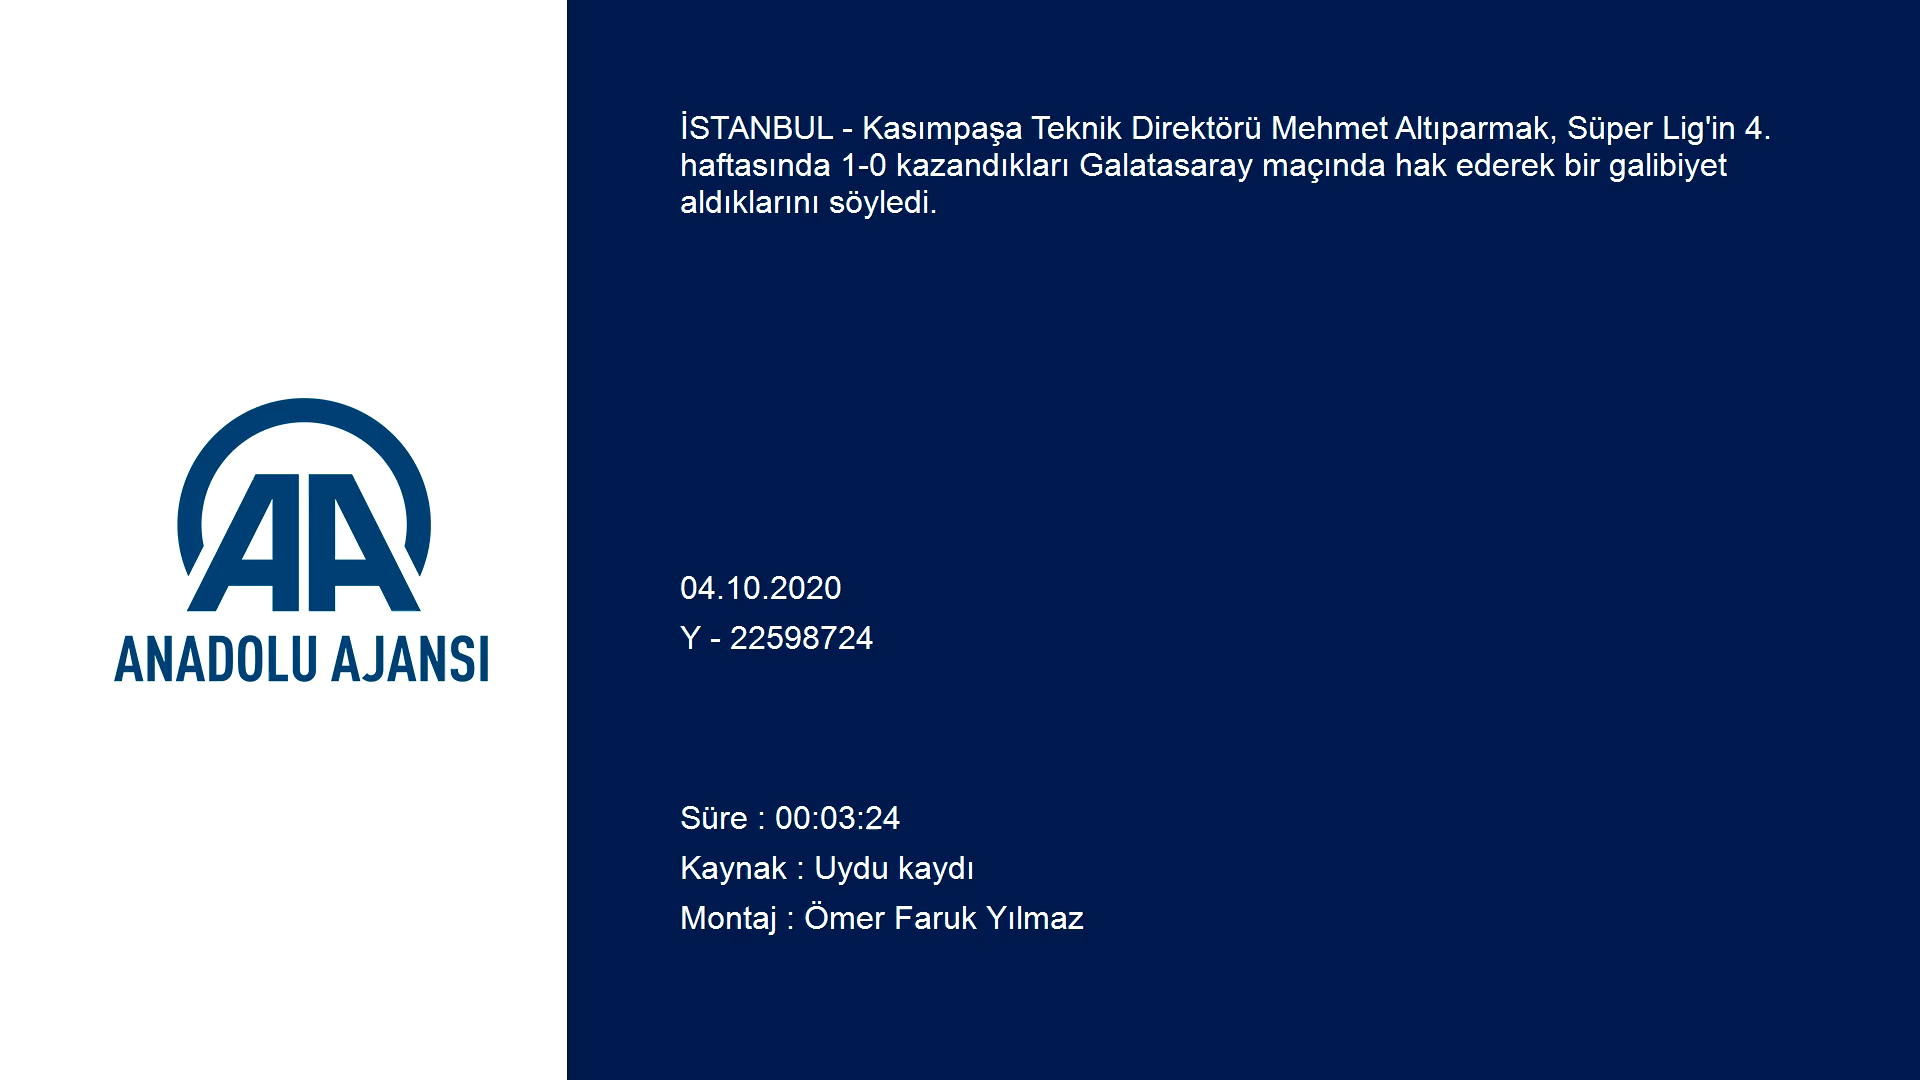 İSTANBUL - Kasımpaşa Teknik Direktörü Mehmet Altıparmak, Süper Lig'in 4.
haftasında 1-0 kazandıkları Galatasaray maçında hak ederek bir galibiyet
aldıklarını söyledi.
AA
ANADOLU AJANSI
04.10.2020
Y - 22598724
Süre : 00:03:24
Kaynak : Uydu kaydı
Montaj : Ömer Faruk Yılmaz